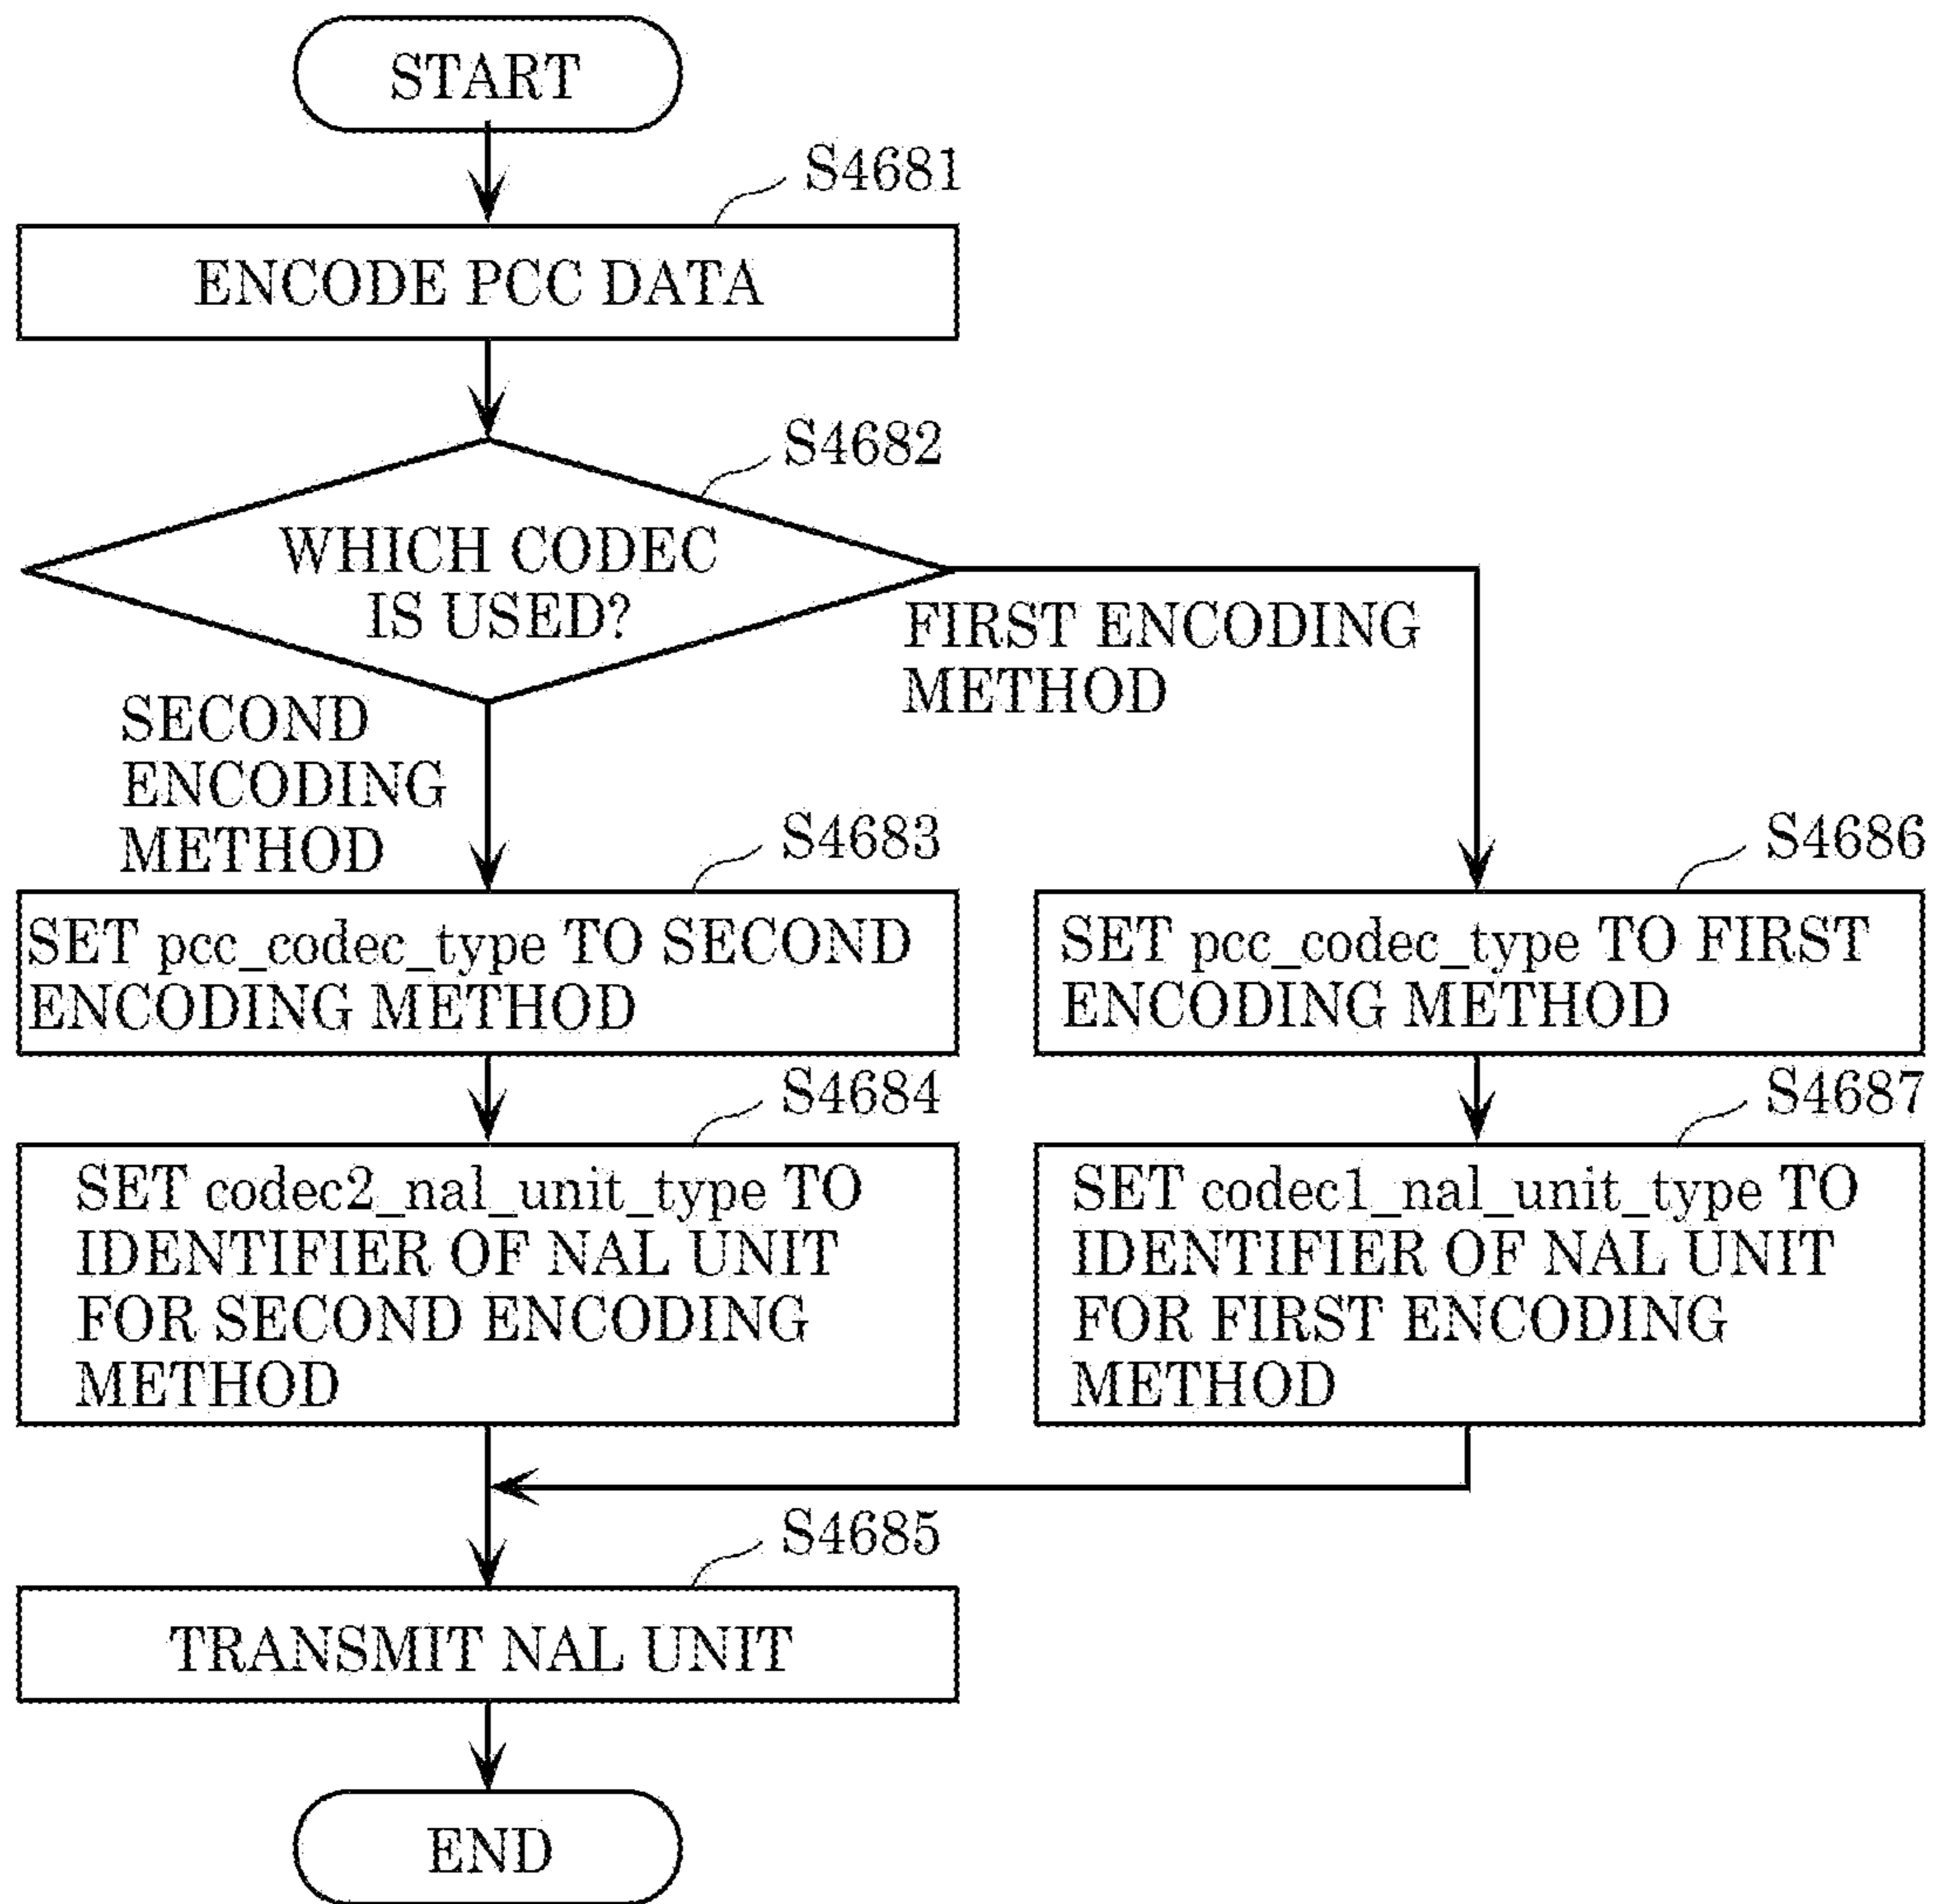 START
S4681
ENCODE PCC DATA
S4682
WHICH CODEC
IS USED?
FIRST ENCODING
METHOD
SECOND
ENCODING
METHOD
S4683
SET pcc_codec_type TO SECOND
ENCODING METHOD
S4686
SET pcc_codec_type TO FIRST
ENCODING METHOD
S4684
SET codec2_nal_unit_type TO
IDENTIFIER OF NAL UNIT
FOR SECOND ENCODING
METHOD
S4687
SET codec1_nal_unit_type TO
IDENTIFIER OF NAL UNIT
FOR FIRST ENCODING
METHOD
S4685
TRANSMIT NAL UNIT
END